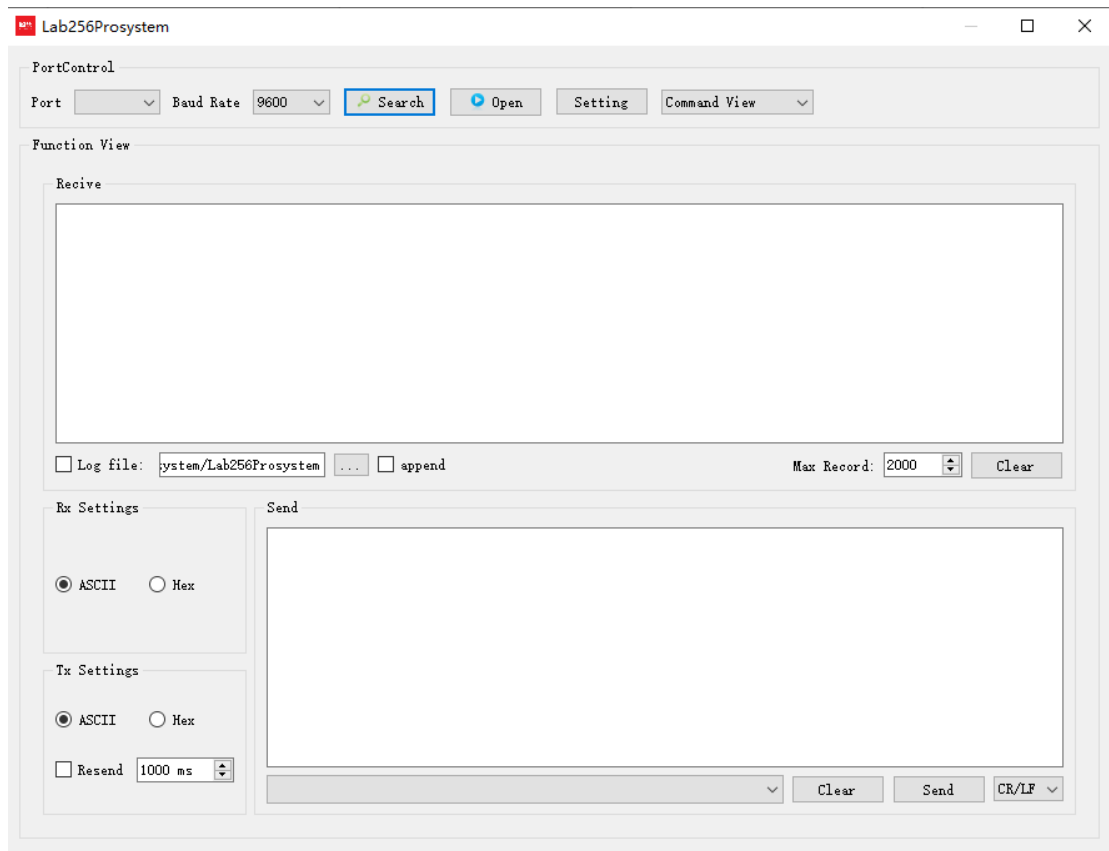 Lab256Prosystem
PortControl
Port Baud Rate 9600 Search Open Setting Command View
Function View
Recive
Log file: ystem/Lab256Prosystem ... append Max Record: 2000 Clear
Rx Settings
ASCII Hex
Tx Settings
ASCII Hex
Resend 1000 ms
Send
Clear Send CR/LF